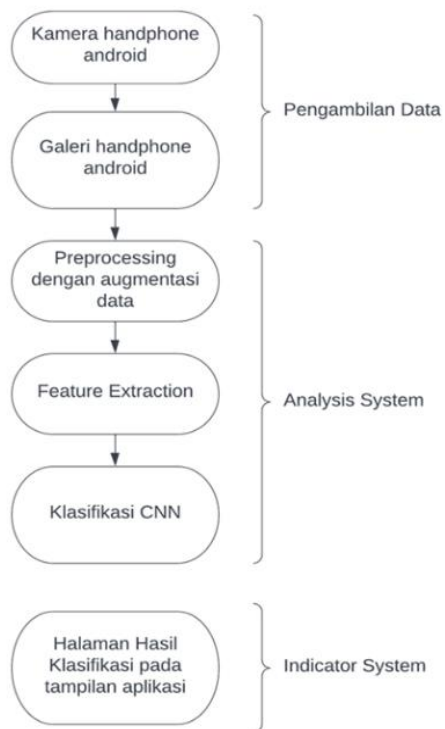 Kamera handphone
android
Pengambilan Data
Galeri handphone
android
Preprocessing
dengan augmentasi
data
Feature Extraction
Analysis System
Klasifikasi CNN
Halaman Hasil
Klasifikasi pada
tampilan aplikasi
Indicator System